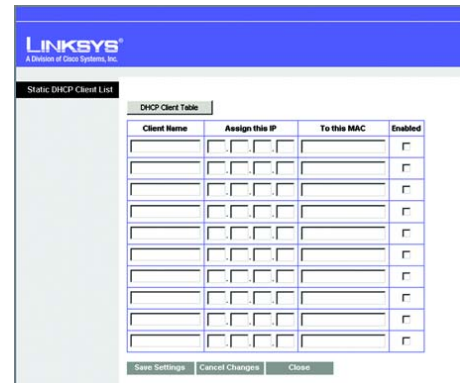 LINKSYS®
A Division of Cisco Systems, Inc.
Static DHCP Client List
DHCP Client Table
Client Name Assign this IP To this MAC Enabled
. . .
. . .
. . .
. . .
. . .
. . .
. . .
. . .
. . .
. . .
Save Settings Cancel Changes Close